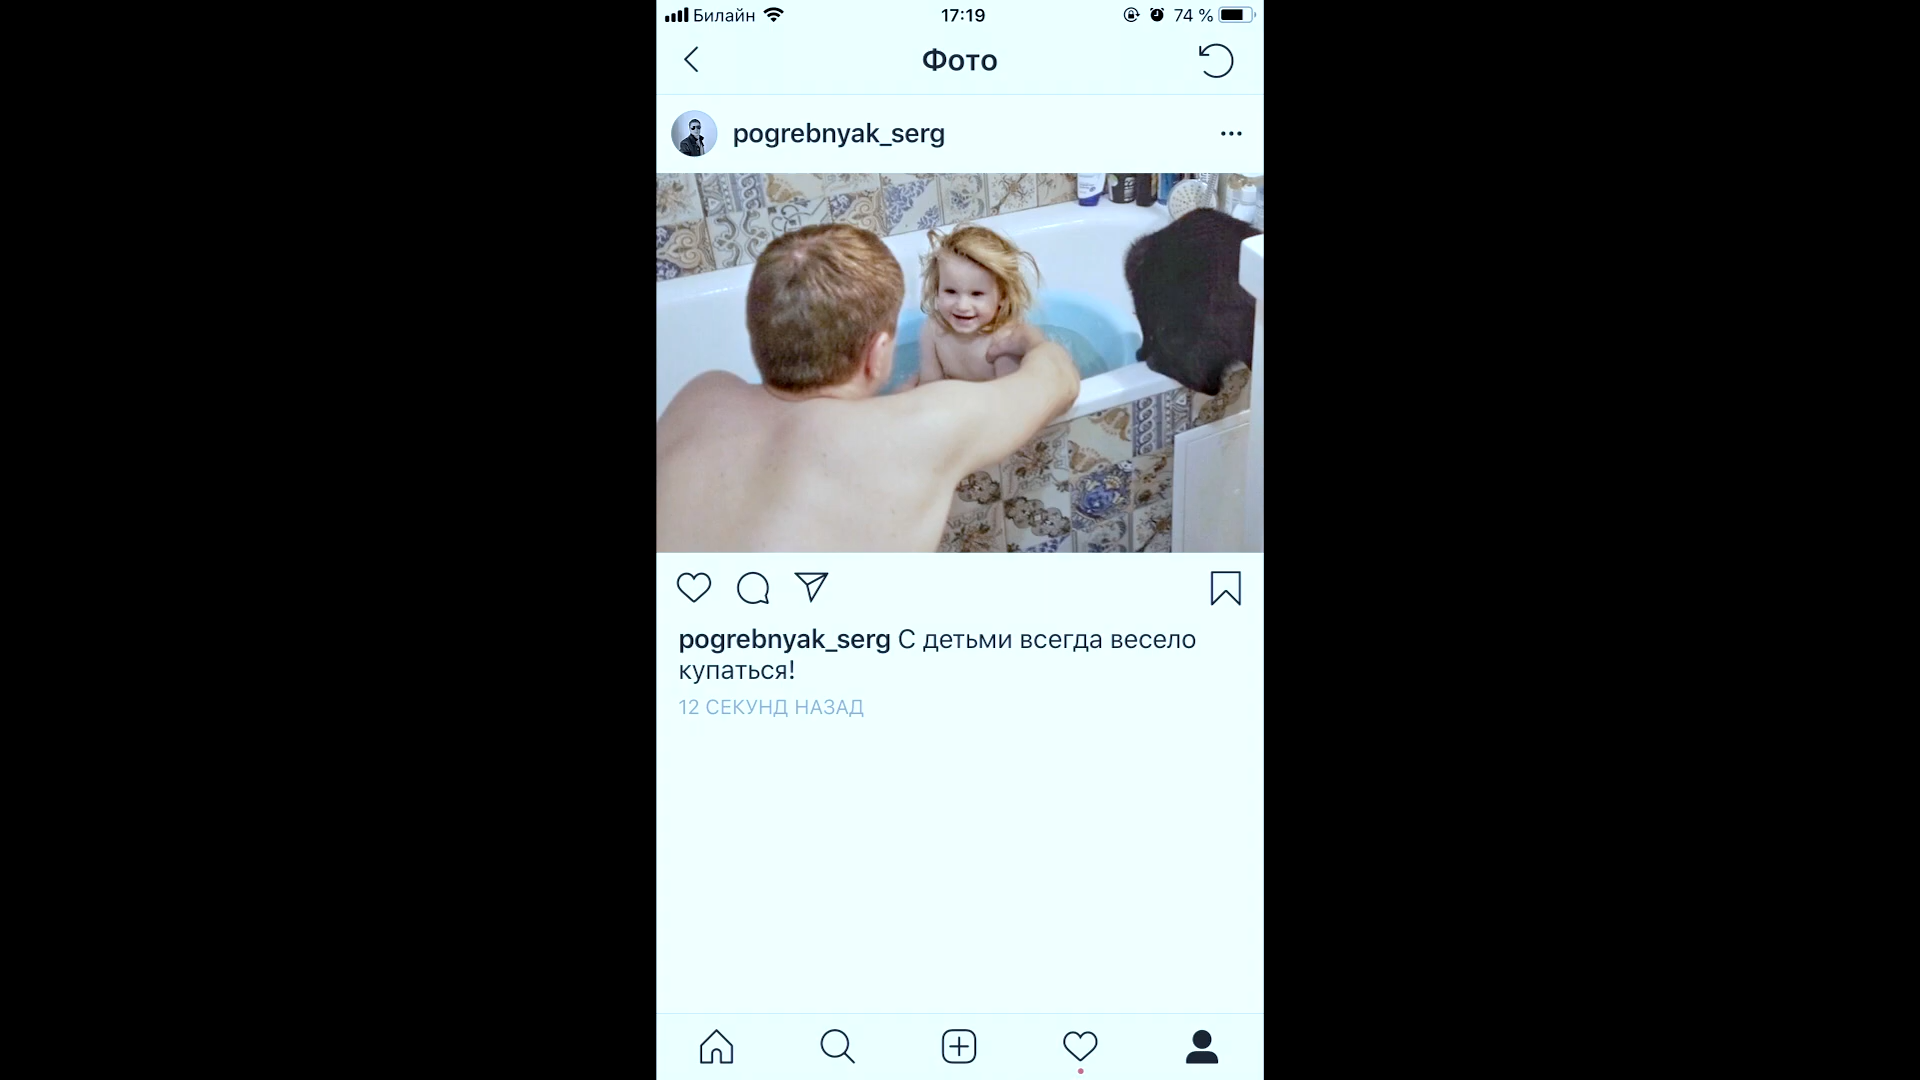 Билайн 17:19 74 %
Фото
pogrebnyak_serg
pogrebnyak_serg С детьми всегда весело
купаться!
12 СЕКУНД НАЗАД